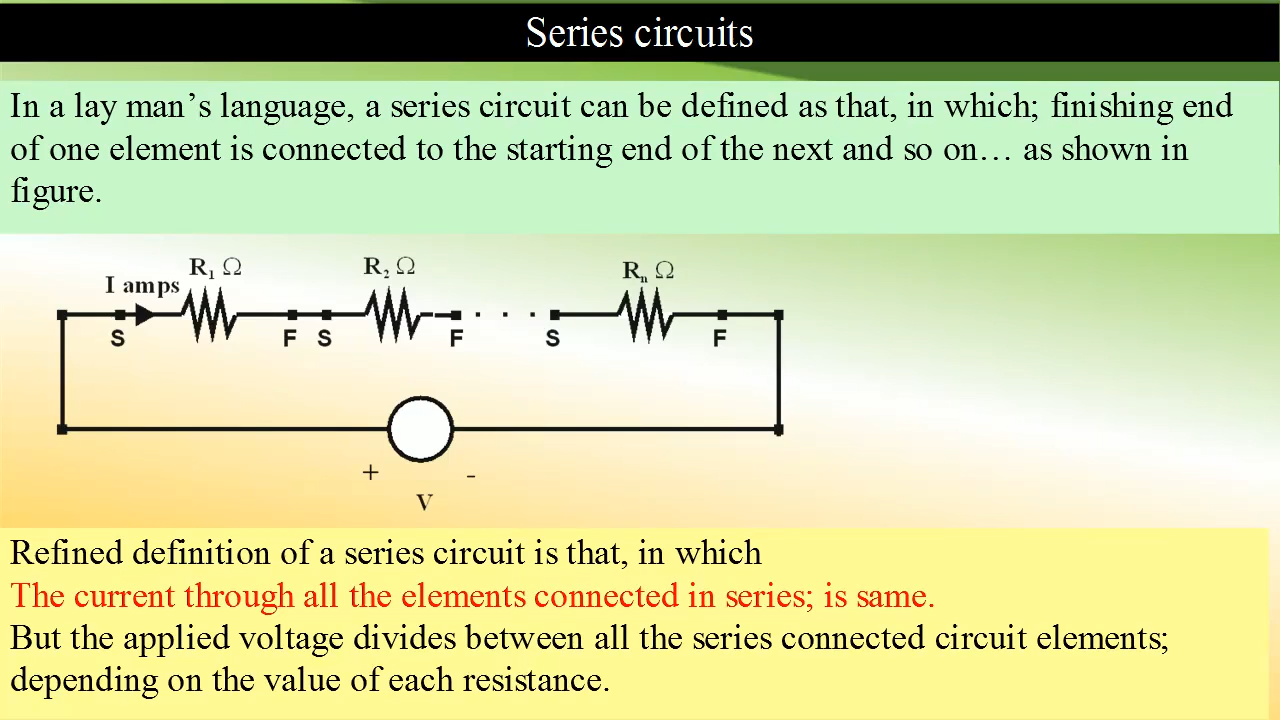 Series circuits
In a lay man’s language, a series circuit can be defined as that, in which; finishing end
of one element is connected to the starting end of the next and so on… as shown in
figure.
I amps
R₁ Ω
R₂ Ω
Rₙ Ω
S F S F S F
+ -
V
Refined definition of a series circuit is that, in which
The current through all the elements connected in series; is same.
But the applied voltage divides between all the series connected circuit elements;
depending on the value of each resistance.